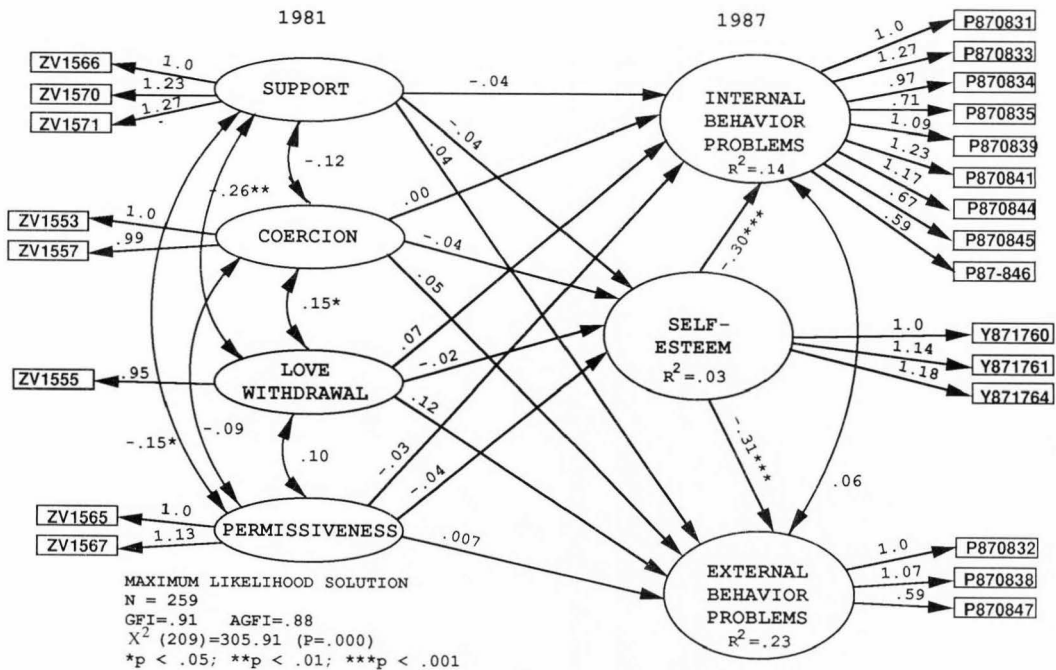 1981
1987
ZV1566
ZV1570
ZV1571
1.0
1.23
1.27
SUPPORT
-.04
-.04
.04
-.12
-.26**
ZV1553
ZV1557
1.0
.99
COERCION
.00
-.04
.05
.15*
ZV1555
.95
LOVE
WITHDRAWAL
.07
-.02
.12
-.15*
-.09
.10
ZV1565
ZV1567
1.0
1.13
PERMISSIVENESS
-.03
-.04
.007
INTERNAL
BEHAVIOR
PROBLEMS
R²=.14
1.0
1.27
.97
.71
1.09
1.23
1.17
.67
.59
P870831
P870833
P870834
P870835
P870839
P870841
P870844
P870845
P87-846
-.30***
SELF-
ESTEEM
R²=.03
1.0
1.14
1.18
Y871760
Y871761
Y871764
-.31***
.06
EXTERNAL
BEHAVIOR
PROBLEMS
R²=.23
1.0
1.07
.59
P870832
P870838
P870847
MAXIMUM LIKELIHOOD SOLUTION
N = 259
GFI=.91 AGFI=.88
X² (209)=305.91 (P=.000)
*p < .05; **p < .01; ***p < .001